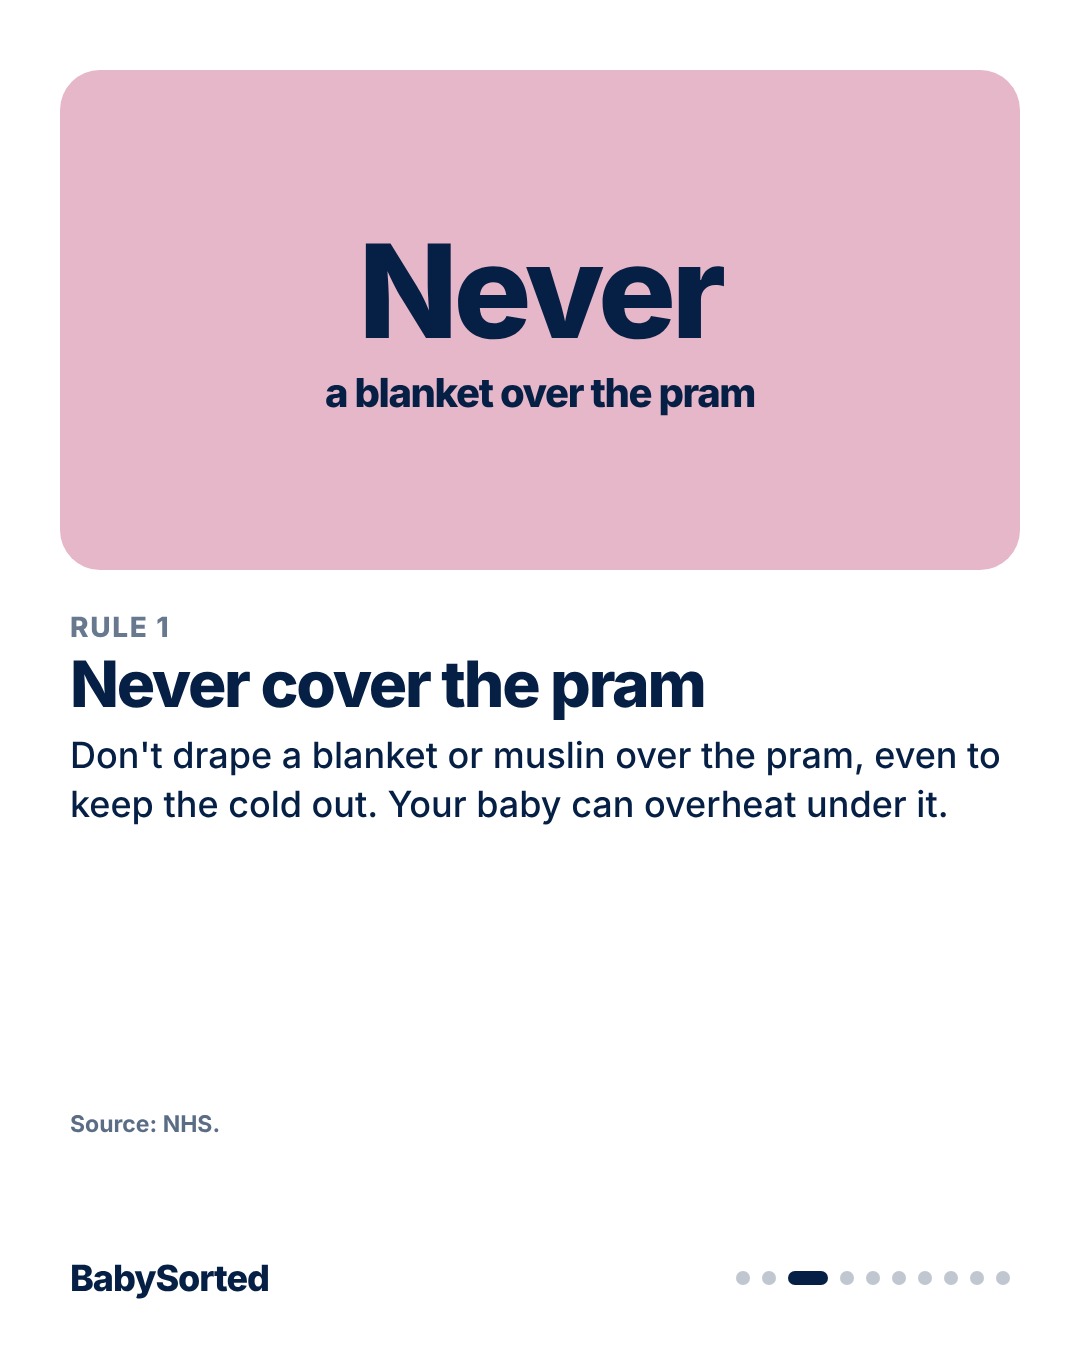 Never
a blanket over the pram
RULE 1
Never cover the pram
Don't drape a blanket or muslin over the pram, even to
keep the cold out. Your baby can overheat under it.
Source: NHS.
BabySorted